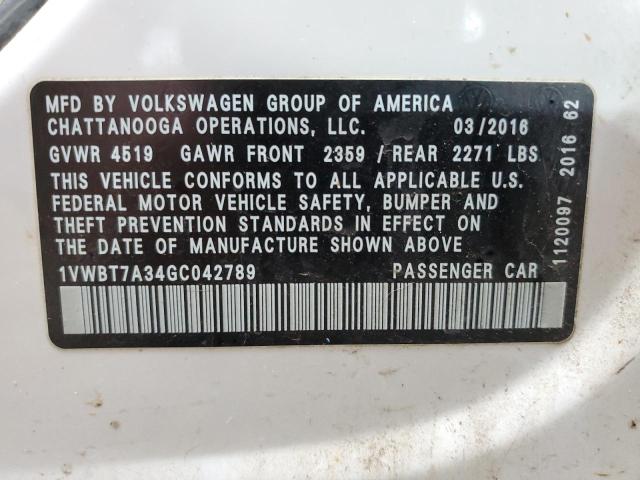 MFD BY VOLKSWAGEN GROUP OF AMERICA
CHATTANOOGA OPERATIONS, LLC. 03/2016
GVWR 4519 GAWR FRONT 2359 / REAR 2271 LBS
THIS VEHICLE CONFORMS TO ALL APPLICABLE U.S.
FEDERAL MOTOR VEHICLE SAFETY, BUMPER AND
THEFT PREVENTION STANDARDS IN EFFECT ON
THE DATE OF MANUFACTURE SHOWN ABOVE
1VWBT7A34GC042789 PASSENGER CAR
1120097 2016 62